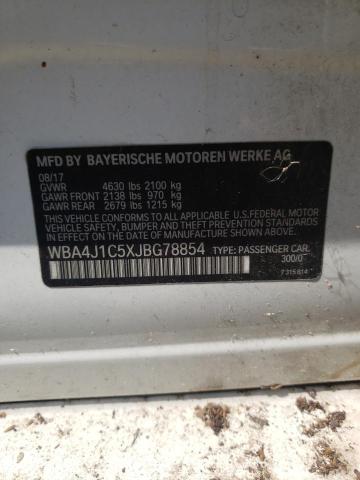 MFD BY BAYERISCHE MOTOREN WERKE AG
08/17
GVWR 4630 lbs 2100 kg
GAWR FRONT 2138 lbs 970 kg
GAWR REAR 2679 lbs 1215 kg
THIS VEHICLE CONFORMS TO ALL APPLICABLE U.S.FEDERAL MOTOR
VEHICLE SAFETY, BUMPER, AND THEFT
PREVENTION STANDARDS IN EFFECT ON THE DATE OF MANUFACTURE SHOWN ABOVE.
WBA4J1C5XJBG78854 TYPE: PASSENGER CAR.
300/0
7315614